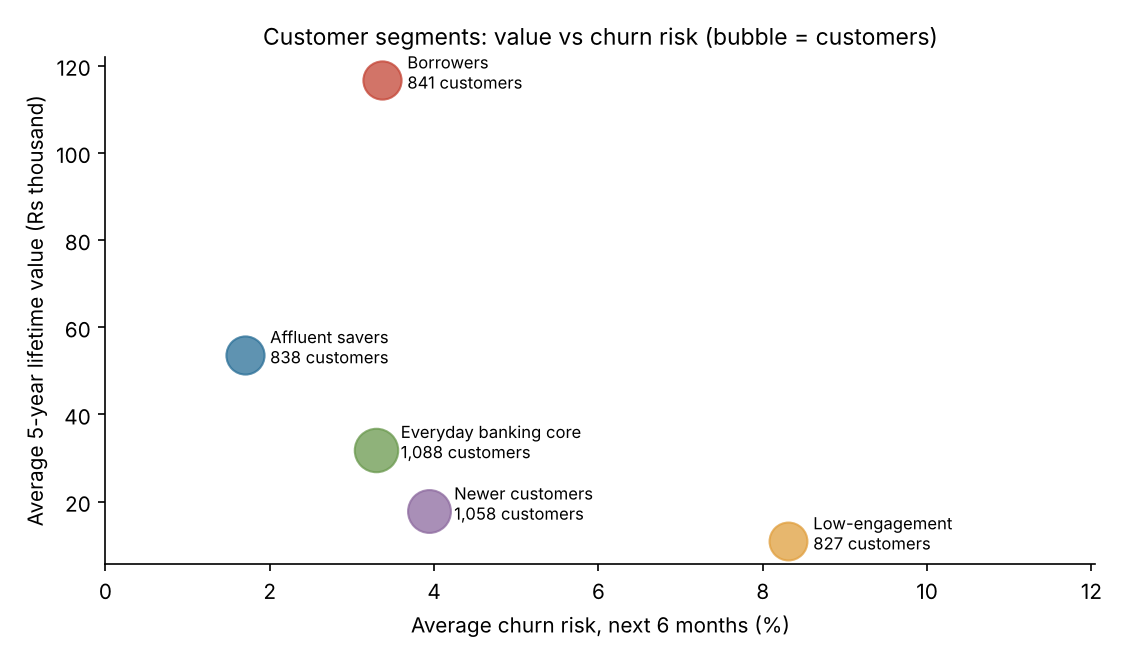 Customer segments: value vs churn risk (bubble = customers)
Average 5-year lifetime value (Rs thousand)
120
100
80
60
40
20
Borrowers
841 customers
Affluent savers
838 customers
Everyday banking core
1,088 customers
Newer customers
1,058 customers
Low-engagement
827 customers
0
2
4
6
8
10
12
Average churn risk, next 6 months (%)